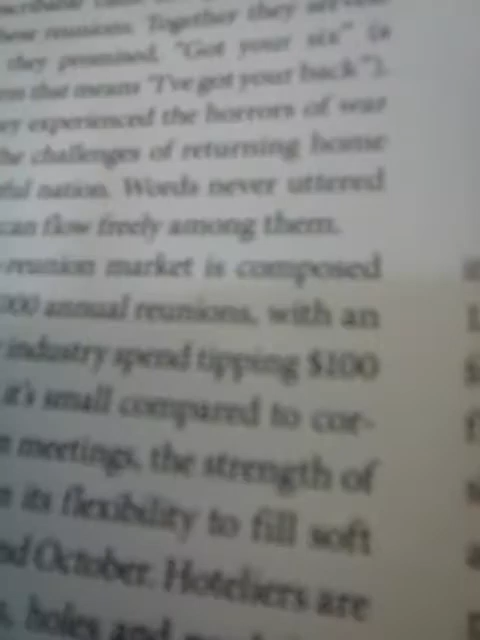 these reunions. Together they
they promised, "Got your six" (a
that means "I've got your back").
experienced the horrors of war
the challenges of returning home
nation. Words never uttered
can flow freely among them.
reunion market is composed
000 annual reunions, with an
industry spend tipping $100
it's small compared to cor-
meetings, the strength of
its flexibility to fill soft
October. Hoteliers are
holes and